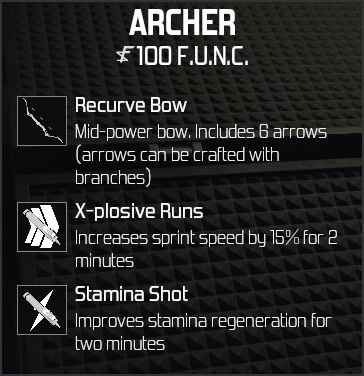 ARCHER
100 F.U.N.C.
Recurve Bow
Mid-power bow. Includes 6 arrows
(arrows can be crafted with
branches)
X-plosive Runs
Increases sprint speed by 15% for 2
minutes
Stamina Shot
Improves stamina regeneration for
two minutes